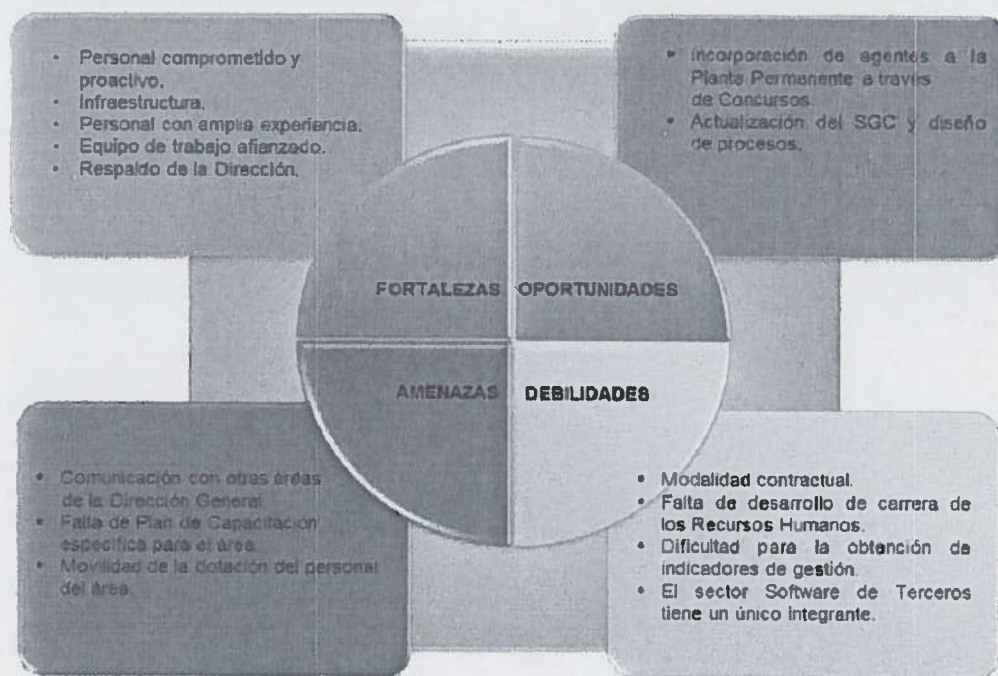 • Personal comprometido y
proactivo.
• Infraestructura.
• Personal con amplia experiencia.
• Equipo de trabajo afianzado.
• Respaldo de la Dirección.
• Incorporación de agentes a la
Planta Permanente a través
de Concursos.
• Actualización del SGC y diseño
de procesos.
FORTALEZAS
OPORTUNIDADES
AMENAZAS
DEBILIDADES
• Comunicación con otras áreas
de la Dirección General
• Falta de Plan de Capacitación
específica para el área
• Movilidad de la dotación del personal
del área.
• Modalidad contractual.
• Falta de desarrollo de carrera de
los Recursos Humanos.
• Dificultad para la obtención de
indicadores de gestión.
• El sector Software de Terceros
tiene un único integrante.